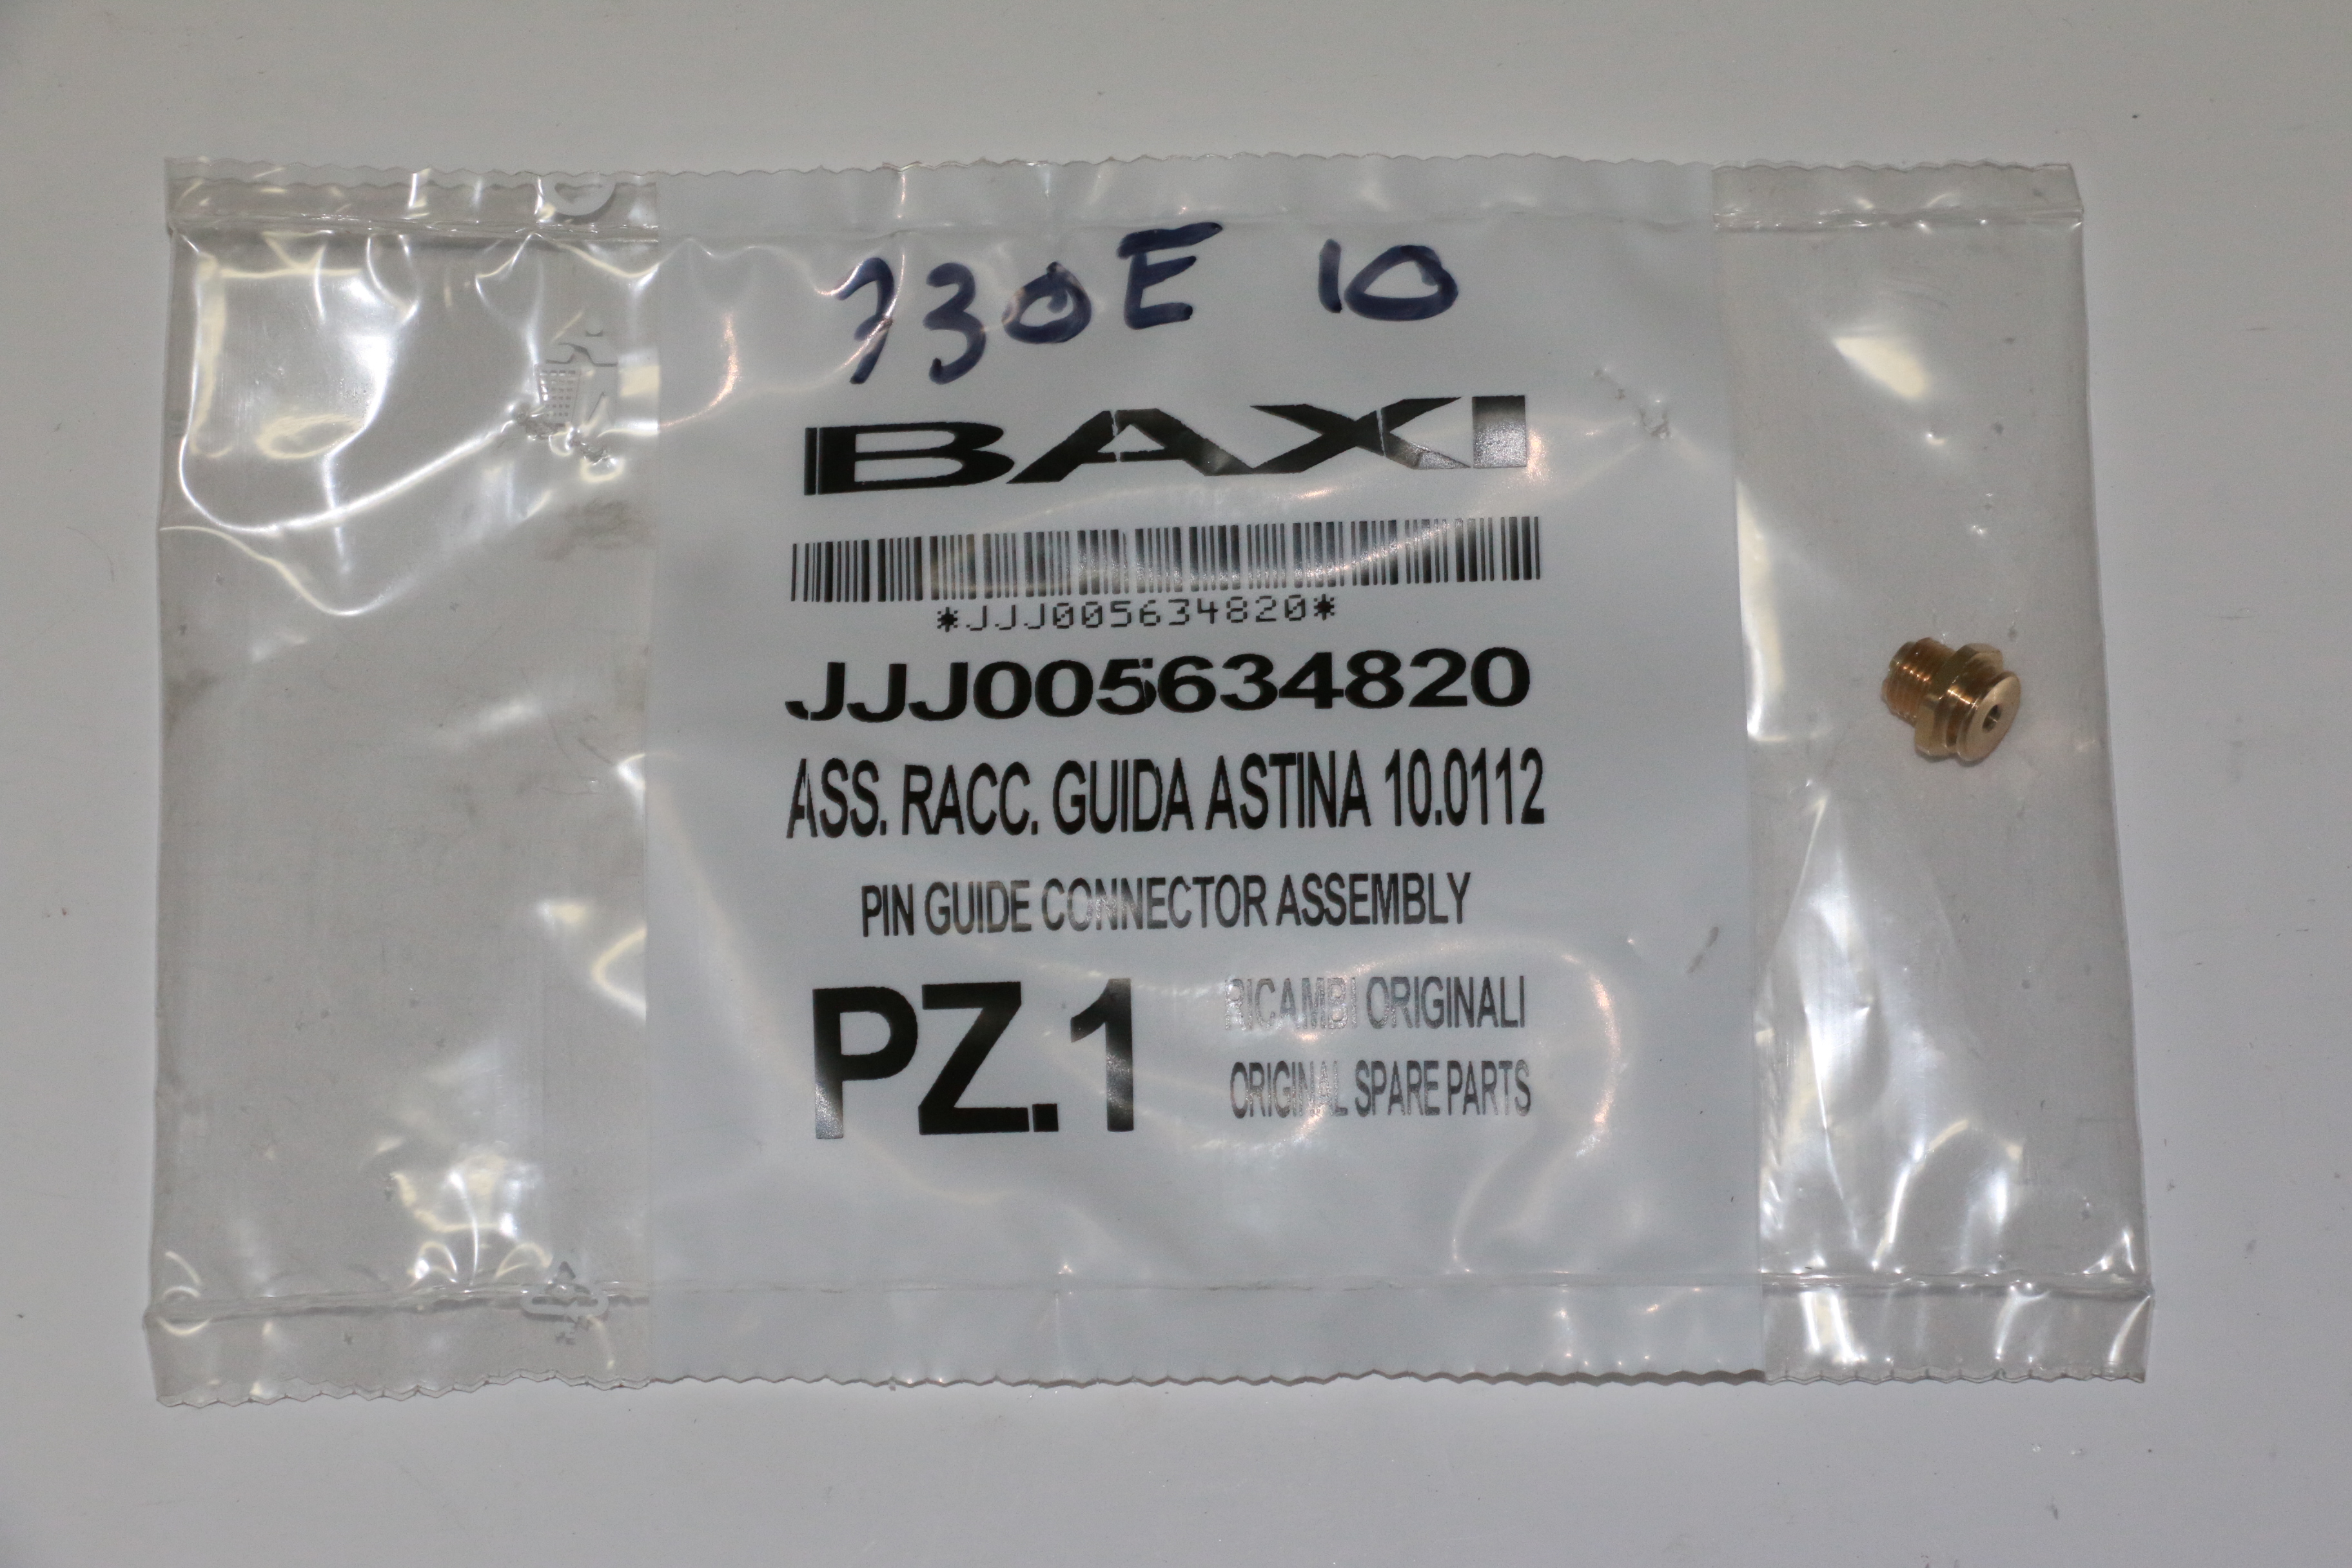 730E 10
BAXI
*JJJ005634820*
JJJ005634820
ASS. RACC. GUIDA ASTINA 10.0112
PIN GUIDE CONNECTOR ASSEMBLY
PZ.1
RICAMBI ORIGINALI
ORIGINAL SPARE PARTS